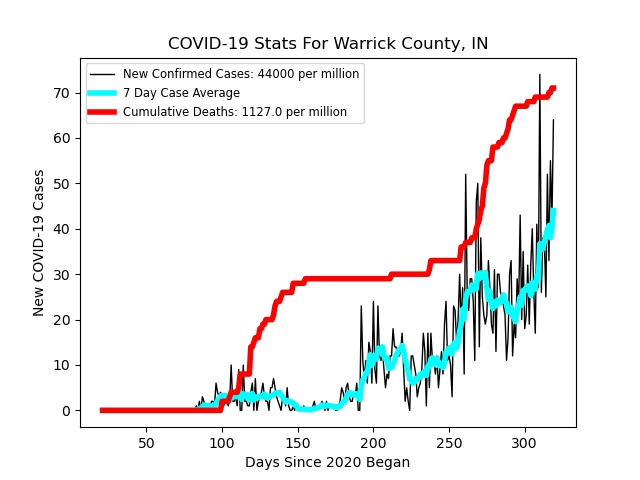 COVID-19 Stats For Warrick County, IN
New Confirmed Cases: 44000 per million
7 Day Case Average
Cumulative Deaths: 1127.0 per million
New COVID-19 Cases
70
60
50
40
30
20
10
0
50 100 150 200 250 300
Days Since 2020 Began